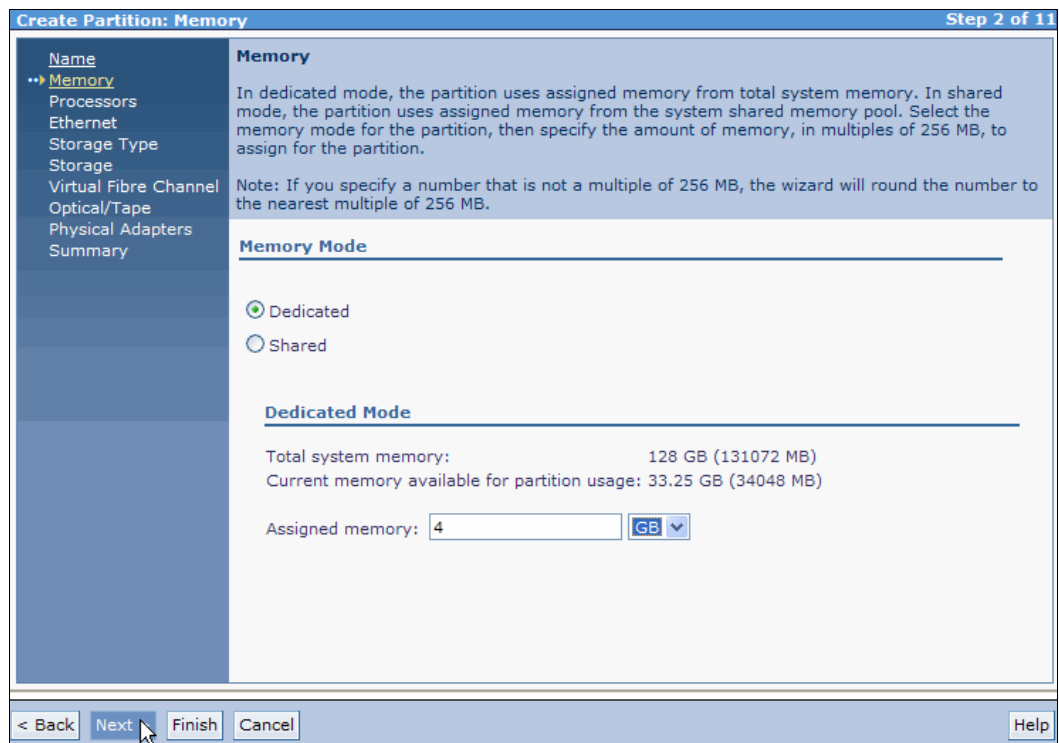 Create Partition: Memory
Step 2 of 11
Name
Memory
Processors
Ethernet
Storage Type
Storage
Virtual Fibre Channel
Optical/Tape
Physical Adapters
Summary
Memory
In dedicated mode, the partition uses assigned memory from total system memory. In shared
mode, the partition uses assigned memory from the system shared memory pool. Select the
memory mode for the partition, then specify the amount of memory, in multiples of 256 MB, to
assign for the partition.
Note: If you specify a number that is not a multiple of 256 MB, the wizard will round the number to
the nearest multiple of 256 MB.
Memory Mode
Dedicated
Shared
Dedicated Mode
Total system memory: 128 GB (131072 MB)
Current memory available for partition usage: 33.25 GB (34048 MB)
Assigned memory: 4 GB
< Back Next Finish Cancel Help